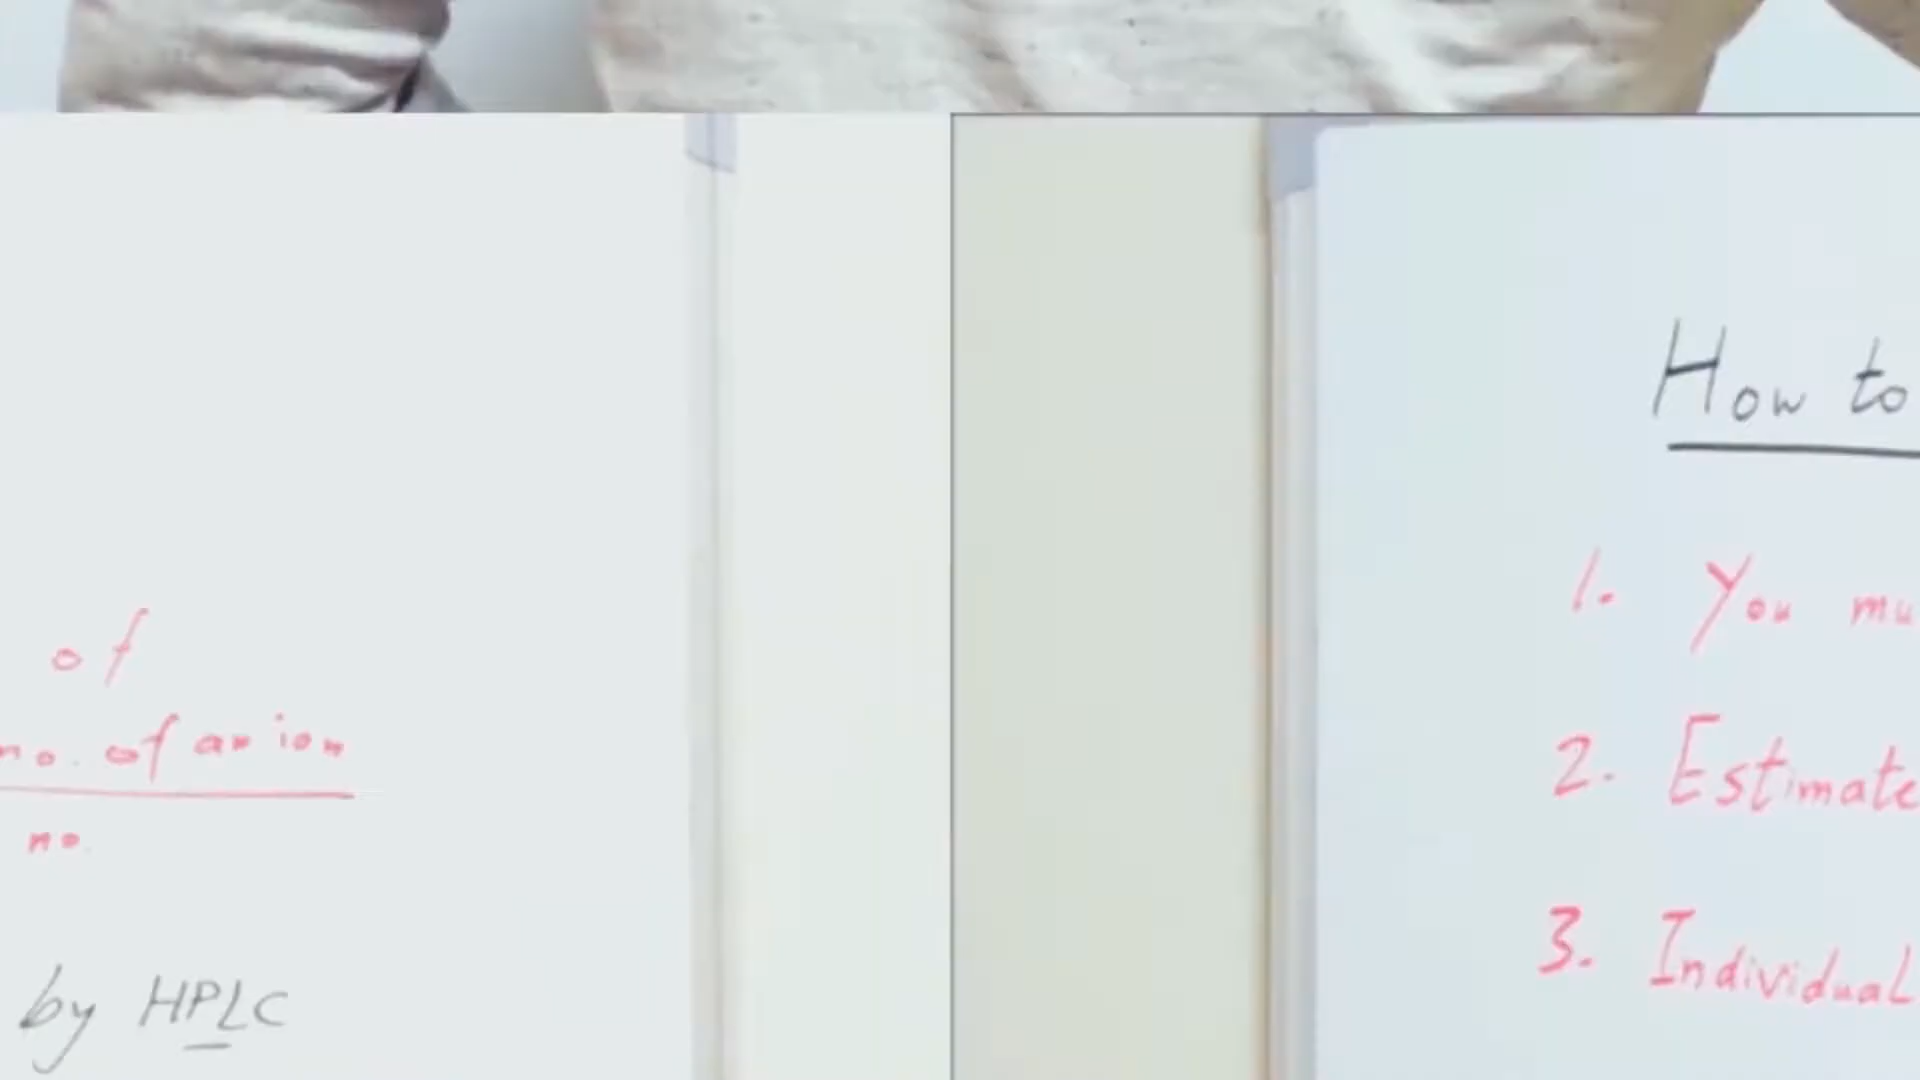 of
no. of anion
no.
by HPLC
How to
1. You mu
2. Estimate
3. Individual